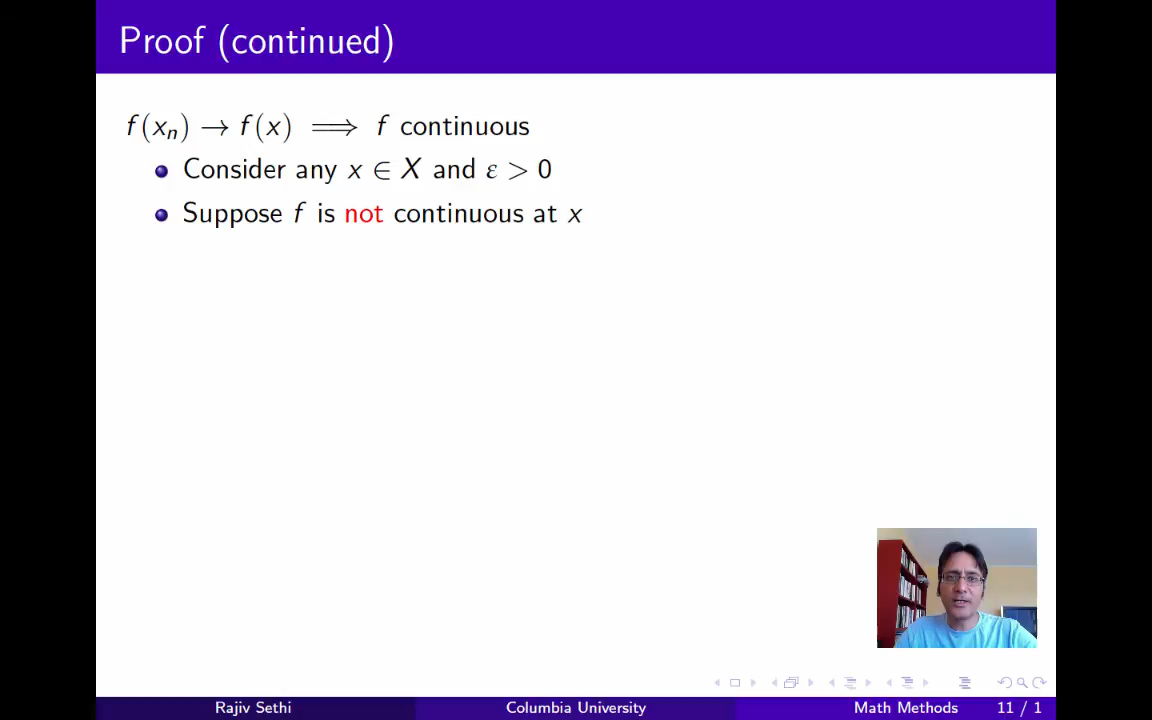 Proof (continued)
f(xₙ) → f(x) ⟹ f continuous
Consider any x ∈ X and ε > 0
Suppose f is not continuous at x
Rajiv Sethi Columbia University Math Methods 11 / 1